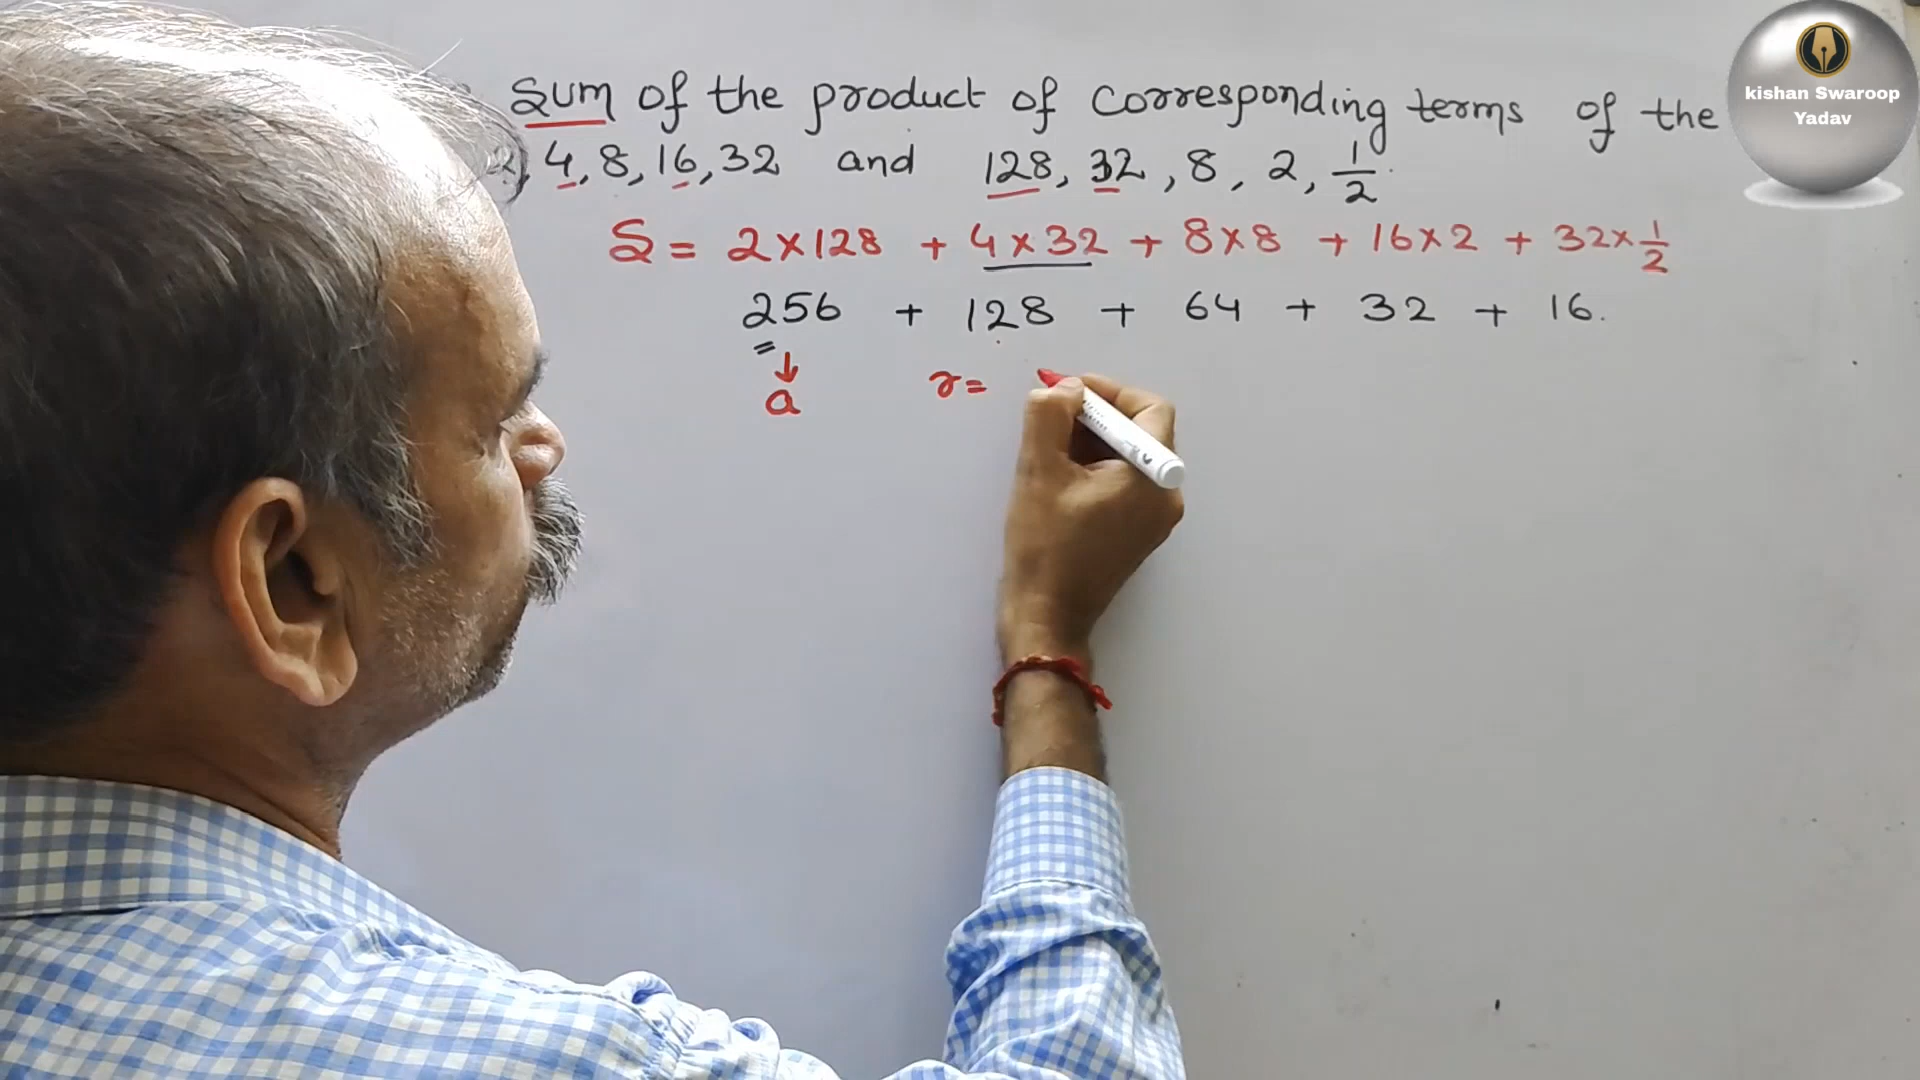 Sum of the product of corresponding terms of the
2, 4, 8, 16, 32 and 128, 32, 8, 2, 1/2.
S = 2×128 + 4×32 + 8×8 + 16×2 + 32×1/2
256 + 128 + 64 + 32 + 16.
↓
a r=
kishan Swaroop
Yadav